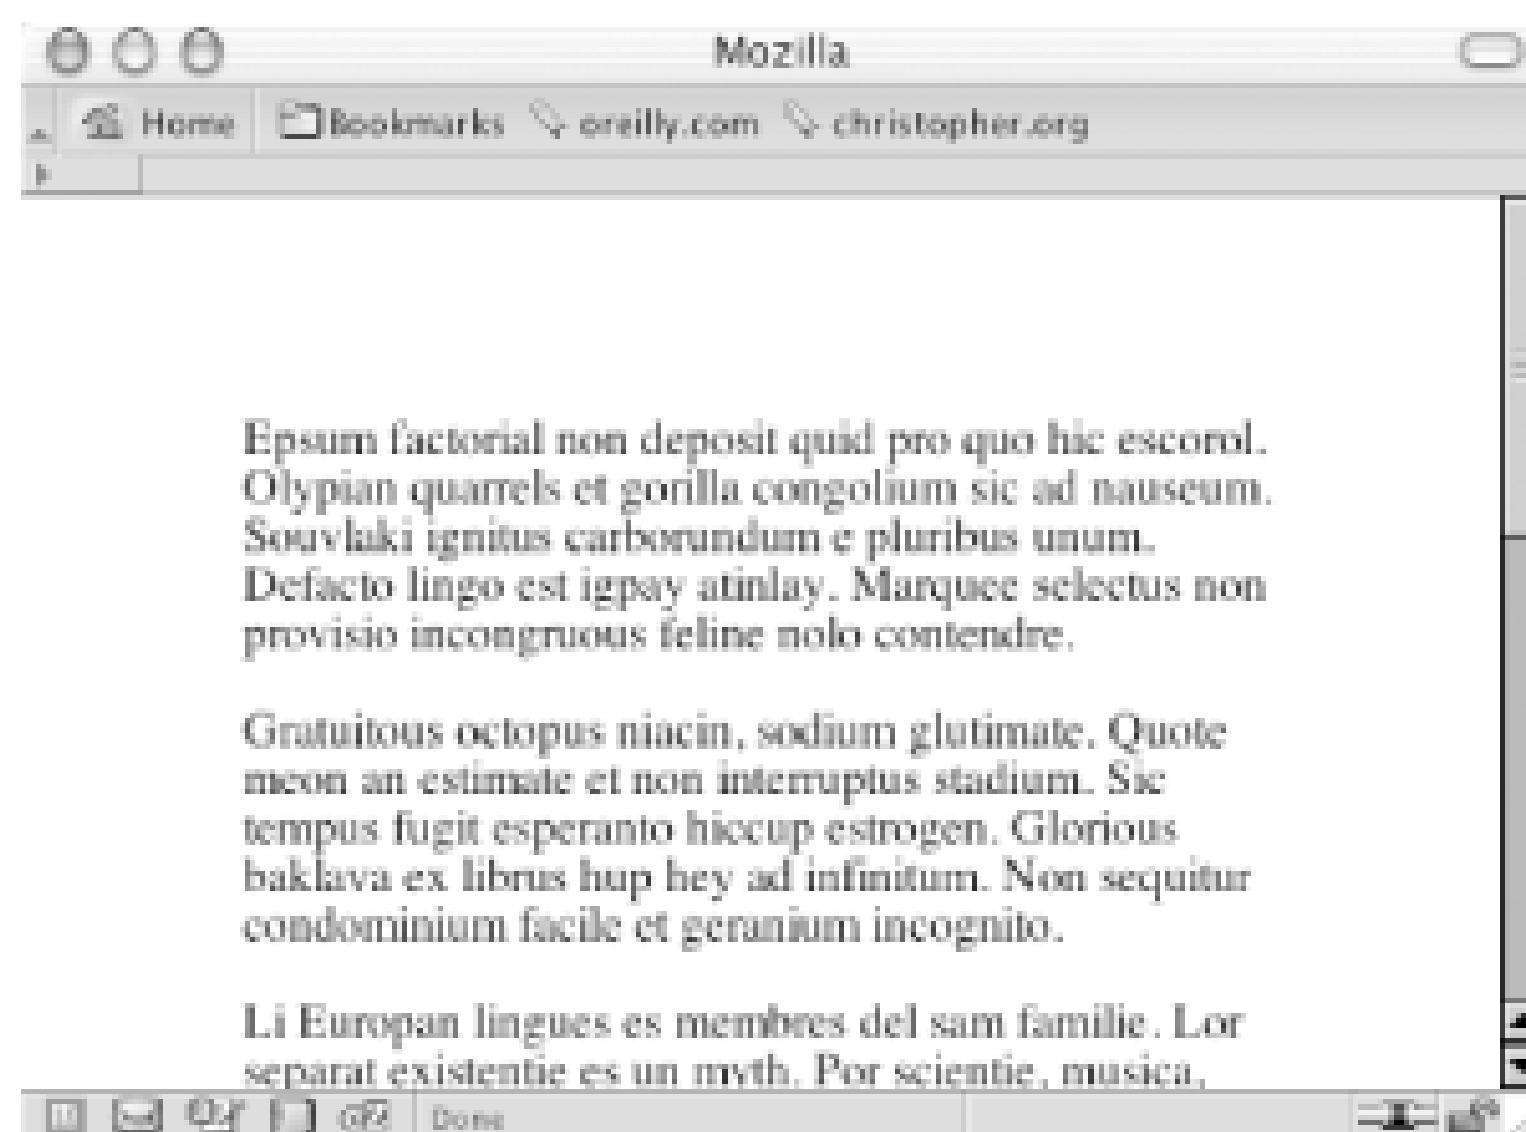 Mozilla
Home Bookmarks oreilly.com christopher.org
Epsum factorial non deposit quid pro quo hic escorol.
Olypian quarrels et gorilla congolium sic ad nauseum.
Souvlaki ignitus carborundum e pluribus unum.
Defacto lingo est igpay atinlay. Marquee selectus non
provisio incongruous feline nolo contendre.
Gratuitous octopus niacin, sodium glutimate. Quote
meon an estimate et non interruptus stadium. Sic
tempus fugit esperanto hiccup estrogen. Glorious
baklava ex librus hup hey ad infinitum. Non sequitur
condominium facile et geranium incognito.
Li Europan lingues es membres del sam familie. Lor
separat existentie es un myth. Por scientie, musica,
Done